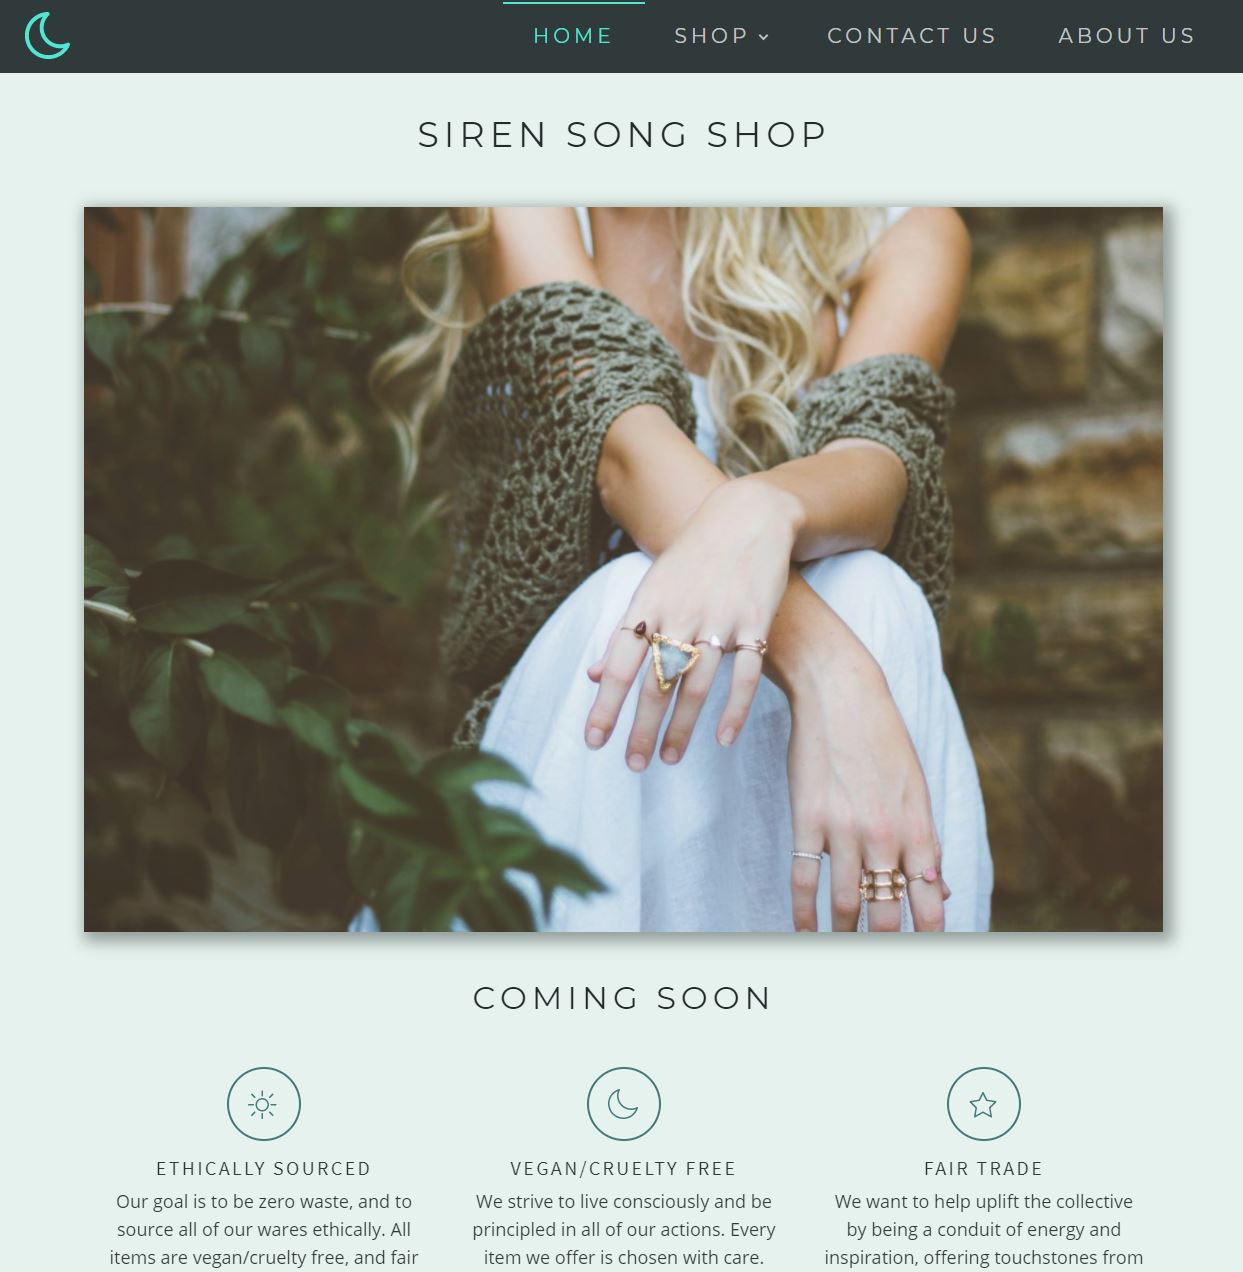 HOME SHOP CONTACT US ABOUT US
SIREN SONG SHOP
COMING SOON
ETHICALLY SOURCED
Our goal is to be zero waste, and to
source all of our wares ethically. All
items are vegan/cruelty free, and fair
VEGAN/CRUELTY FREE
We strive to live consciously and be
principled in all of our actions. Every
item we offer is chosen with care.
FAIR TRADE
We want to help uplift the collective
by being a conduit of energy and
inspiration, offering touchstones from